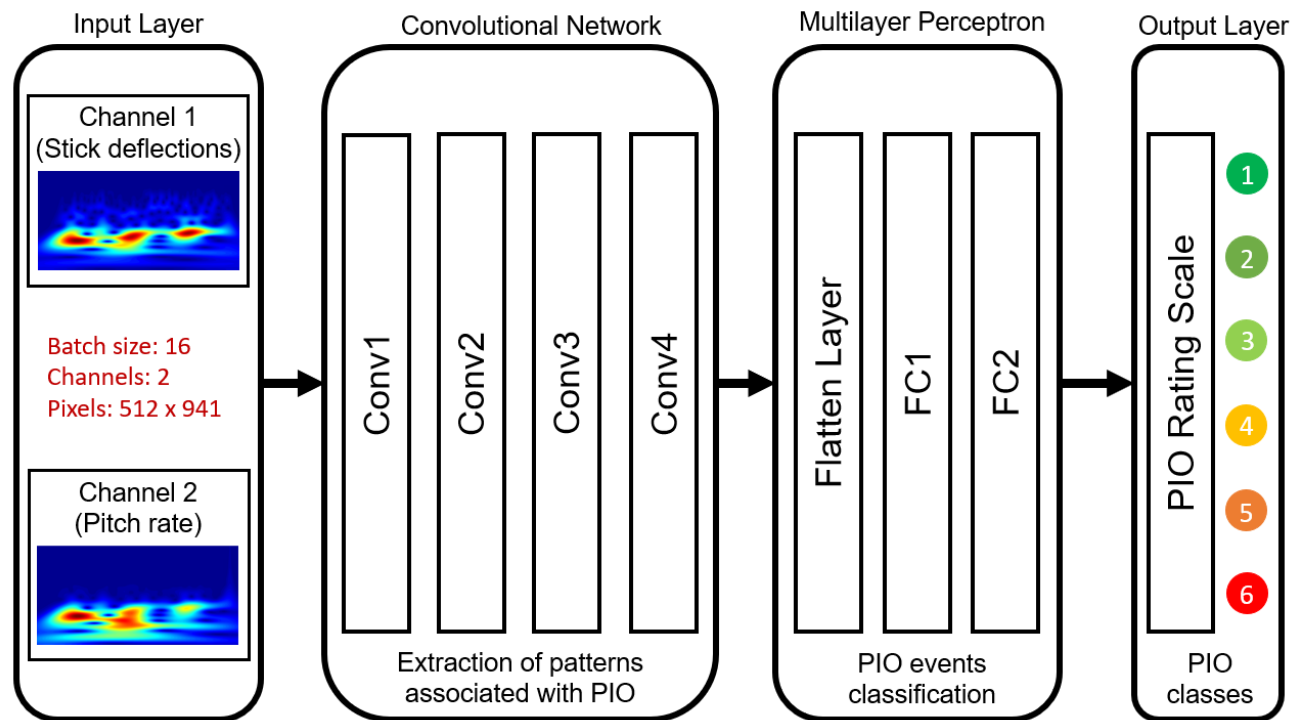 Input Layer
Channel 1
(Stick deflections)
Batch size: 16
Channels: 2
Pixels: 512 x 941
Channel 2
(Pitch rate)
Convolutional Network
Conv1
Conv2
Conv3
Conv4
Extraction of patterns
associated with PIO
Multilayer Perceptron
Flatten Layer
FC1
FC2
PIO events
classification
Output Layer
PIO Rating Scale
1
2
3
4
5
6
PIO
classes